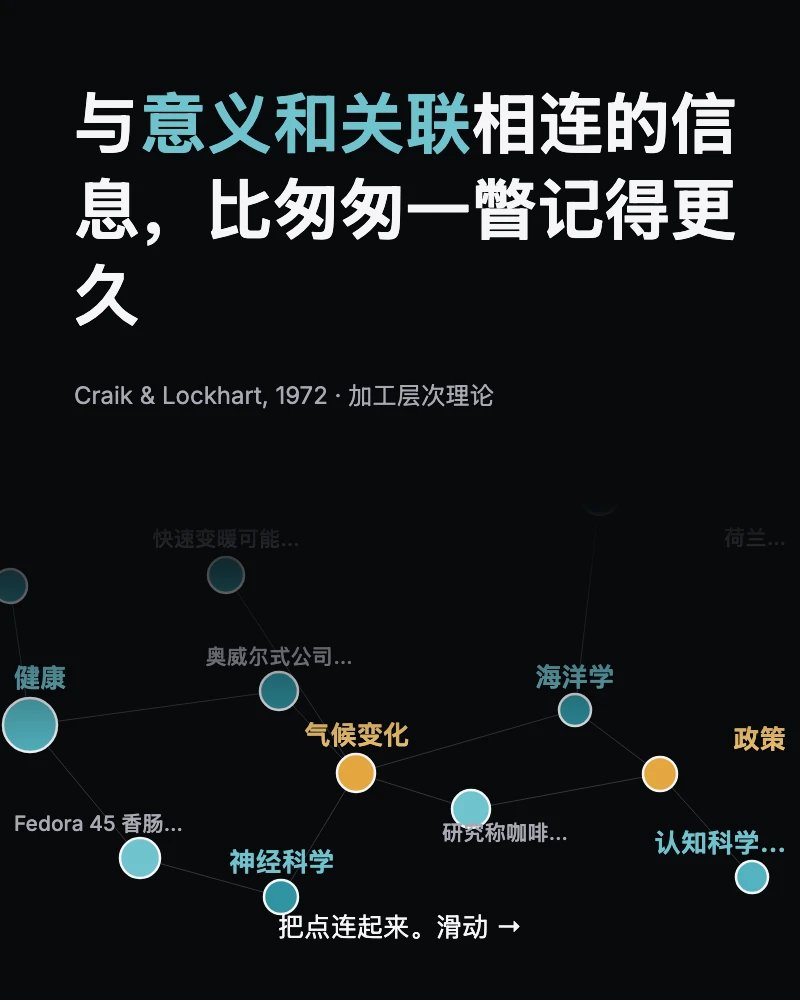 与意义和关联相连的信
息，比匆匆一瞥记得更
久
Craik & Lockhart, 1972 · 加工层次理论
快速变暖可能...
荷兰...
奥威尔式公司...
健康
海洋学
气候变化
政策
Fedora 45 香肠...
研究称咖啡...
认知科学...
神经科学
把点连起来。滑动 →